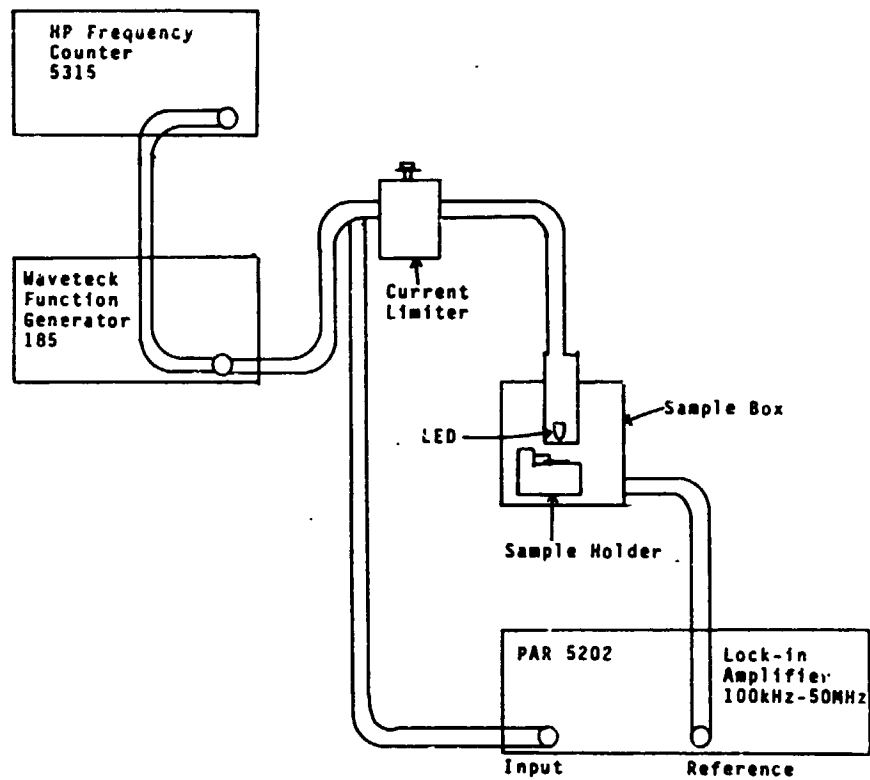 HP Frequency
Counter
5315
Waveteck
Function
Generator
185
Current
Limiter
LED
Sample Box
Sample Holder
PAR 5202
Lock-in
Amplifier
100kHz-50MHz
Input
Reference